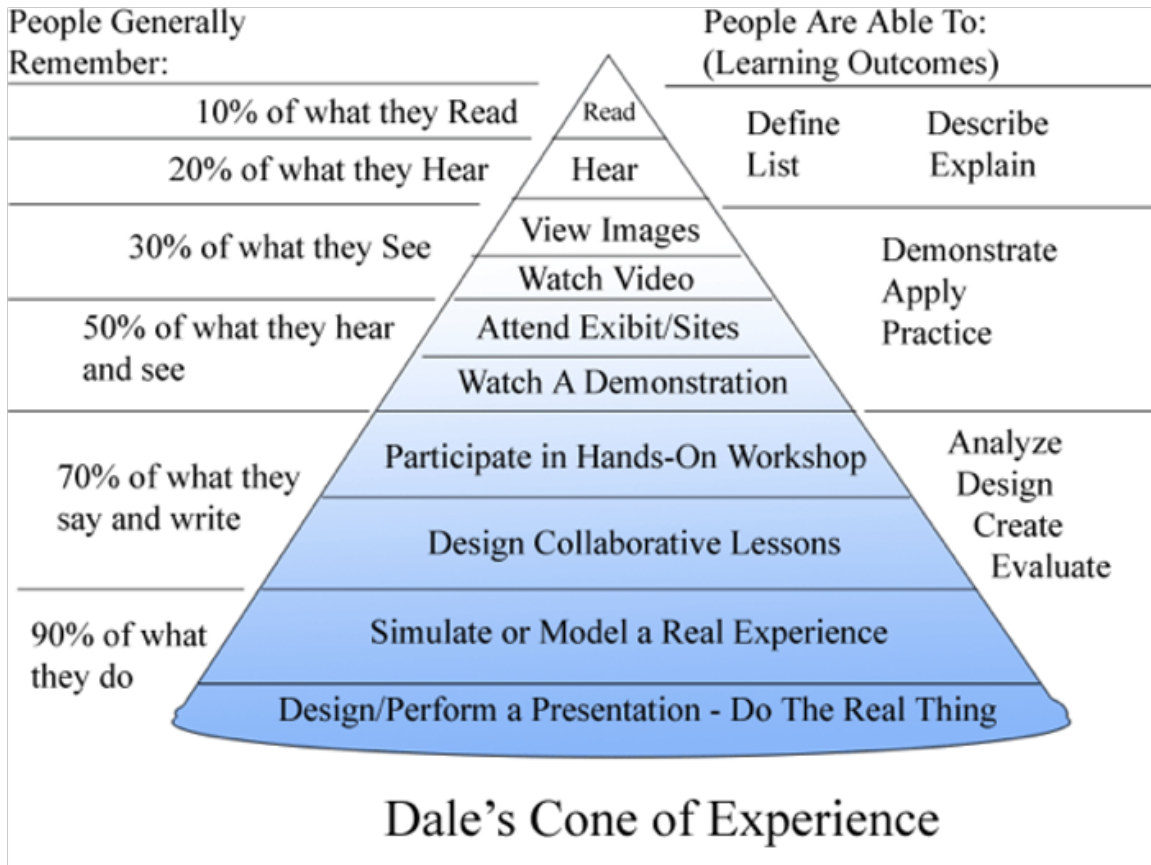 People Generally
Remember:
10% of what they Read
20% of what they Hear
30% of what they See
50% of what they hear
and see
70% of what they
say and write
90% of what
they do
Read
Hear
View Images
Watch Video
Attend Exibit/Sites
Watch A Demonstration
Participate in Hands-On Workshop
Design Collaborative Lessons
Simulate or Model a Real Experience
Design/Perform a Presentation - Do The Real Thing
People Are Able To:
(Learning Outcomes)
Define Describe
List Explain
Demonstrate
Apply
Practice
Analyze
Design
Create
Evaluate
Dale's Cone of Experience